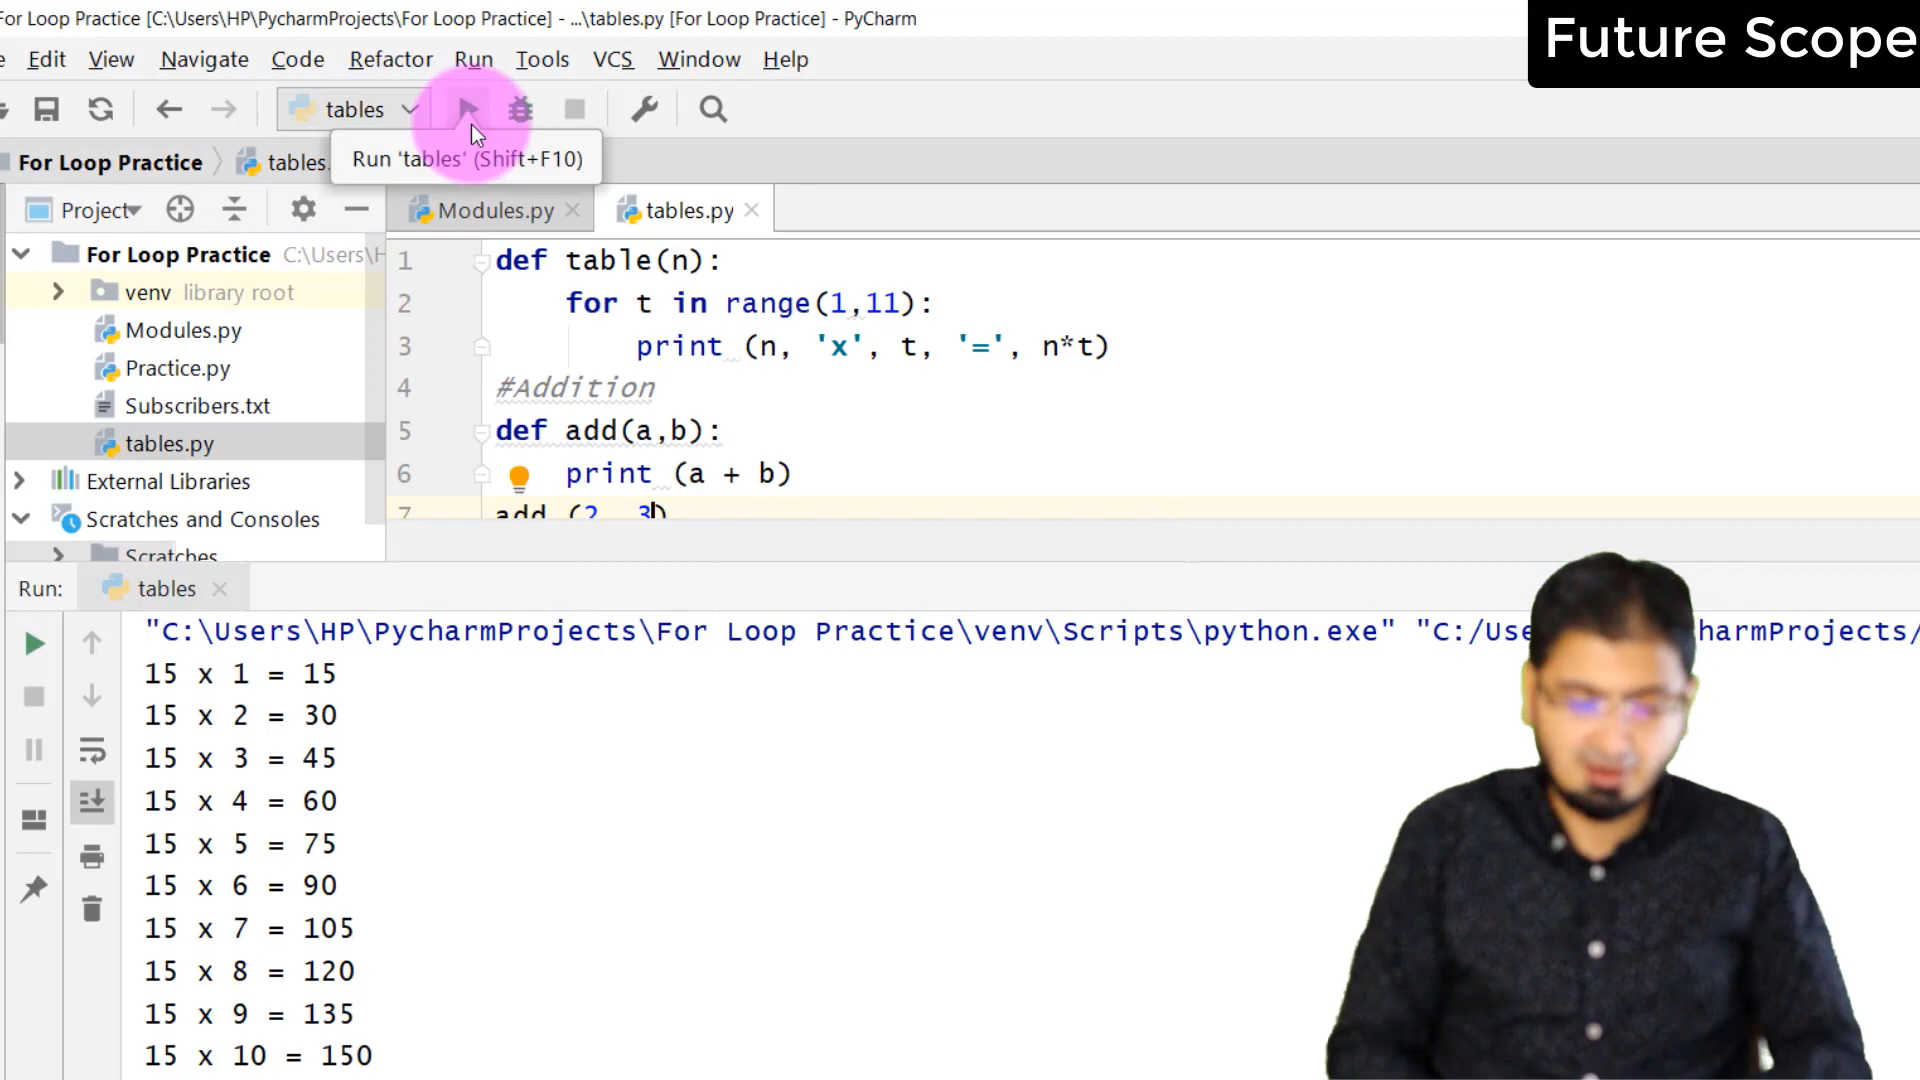 For Loop Practice [C:\Users\HP\PycharmProjects\For Loop Practice] - ...\tables.py [For Loop Practice] - PyCharm
Future Scope
Edit View Navigate Code Refactor Run Tools VCS Window Help
tables
Run 'tables' (Shift+F10)
For Loop Practice tables.
Project
Modules.py
tables.py
For Loop Practice C:\Users\H
venv library root
Modules.py
Practice.py
Subscribers.txt
tables.py
External Libraries
Scratches and Consoles
Scratches
1 def table(n):
2 for t in range(1,11):
3 print (n, 'x', t, '=', n*t)
4 #Addition
5 def add(a,b):
6 print (a + b)
7 add (2, 3)
Run: tables
"C:\Users\HP\PycharmProjects\For Loop Practice\venv\Scripts\python.exe" "C:/Use charmProjects/
15 x 1 = 15
15 x 2 = 30
15 x 3 = 45
15 x 4 = 60
15 x 5 = 75
15 x 6 = 90
15 x 7 = 105
15 x 8 = 120
15 x 9 = 135
15 x 10 = 150